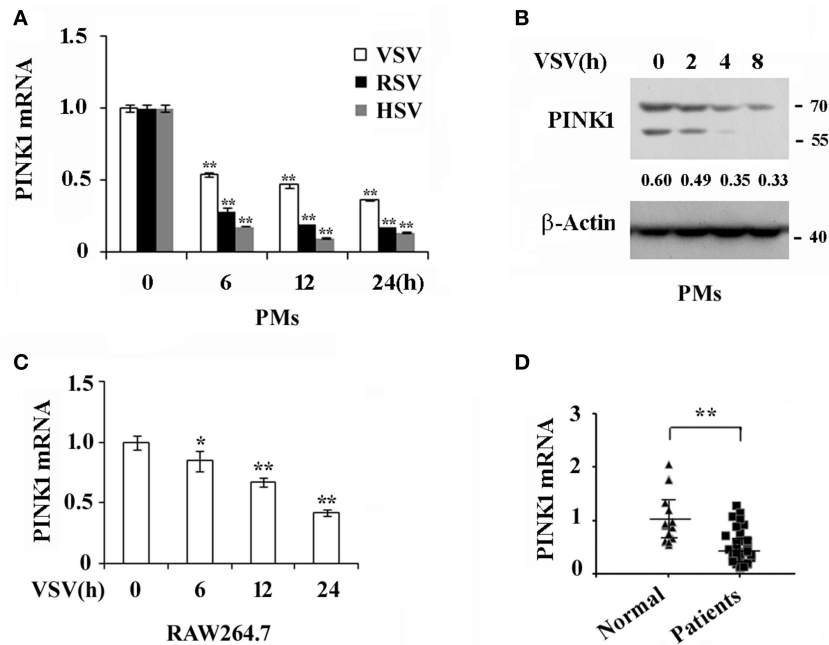 A
PINK1 mRNA
1.5
1.0
0.5
0
VSV
RSV
HSV
** ** **
** ** **
** ** **
0 6 12 24(h)
PMs
B
VSV(h) 0 2 4 8
PINK1
- 70
- 55
0.60 0.49 0.35 0.33
β-Actin
- 40
PMs
C
PINK1 mRNA
1.5
1.0
0.5
0
* ** **
VSV(h) 0 6 12 24
RAW264.7
D
PINK1 mRNA
3
2
1
0
**
Normal
Patients